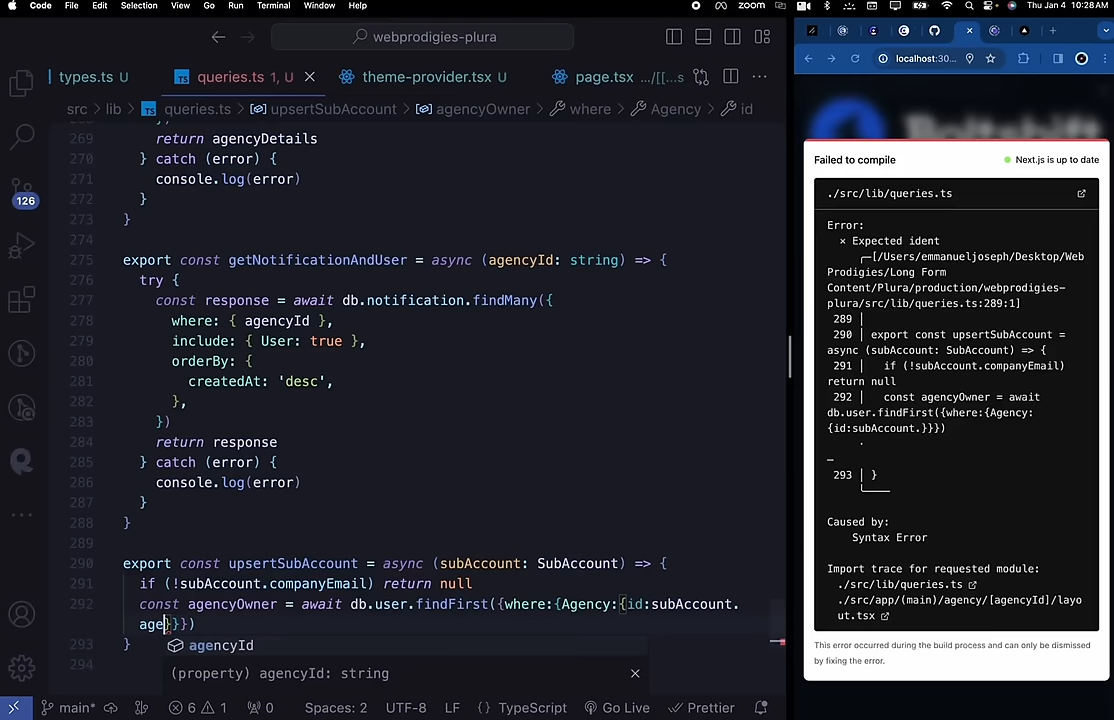 Code File Edit Selection View Go Run Terminal Window Help zoom Thu Jan 4 10:28 AM
webprodigies-plura
types.ts U queries.ts 1, U theme-provider.tsx U page.tsx .../[[...s
src > lib > queries.ts > upsertSubAccount > agencyOwner > where > Agency > id
269 return agencyDetails
270 } catch (error) {
271 console.log(error)
272 }
273 }
274
275 export const getNotificationAndUser = async (agencyId: string) => {
276 try {
277 const response = await db.notification.findMany({
278 where: { agencyId },
279 include: { User: true },
280 orderBy: {
281 createdAt: 'desc',
282 },
283 })
284 return response
285 } catch (error) {
286 console.log(error)
287 }
288 }
289
290 export const upsertSubAccount = async (subAccount: SubAccount) => {
291 if (!subAccount.companyEmail) return null
292 const agencyOwner = await db.user.findFirst({where:{Agency:{id:subAccount.
age}}})
293 }
294
agencyId
(property) agencyId: string
126
main* 6 1 0 Spaces: 2 UTF-8 LF {} TypeScript Go Live Prettier
localhost:30...
Failed to compile Next.js is up to date
./src/lib/queries.ts
Error:
× Expected ident
╭─[/Users/emmanueljoseph/Desktop/Web
Prodigies/Long Form
Content/Plura/production/webprodigies-
plura/src/lib/queries.ts:289:1]
289 │
290 │ export const upsertSubAccount =
async (subAccount: SubAccount) => {
291 │ if (!subAccount.companyEmail)
return null
292 │ const agencyOwner = await
db.user.findFirst({where:{Agency:
{id:subAccount.}}})
·
─
293 │ }
╰────
Caused by:
Syntax Error
Import trace for requested module:
./src/lib/queries.ts
./src/app/(main)/agency/[agencyId]/layo
ut.tsx
This error occurred during the build process and can only be dismissed
by fixing the error.